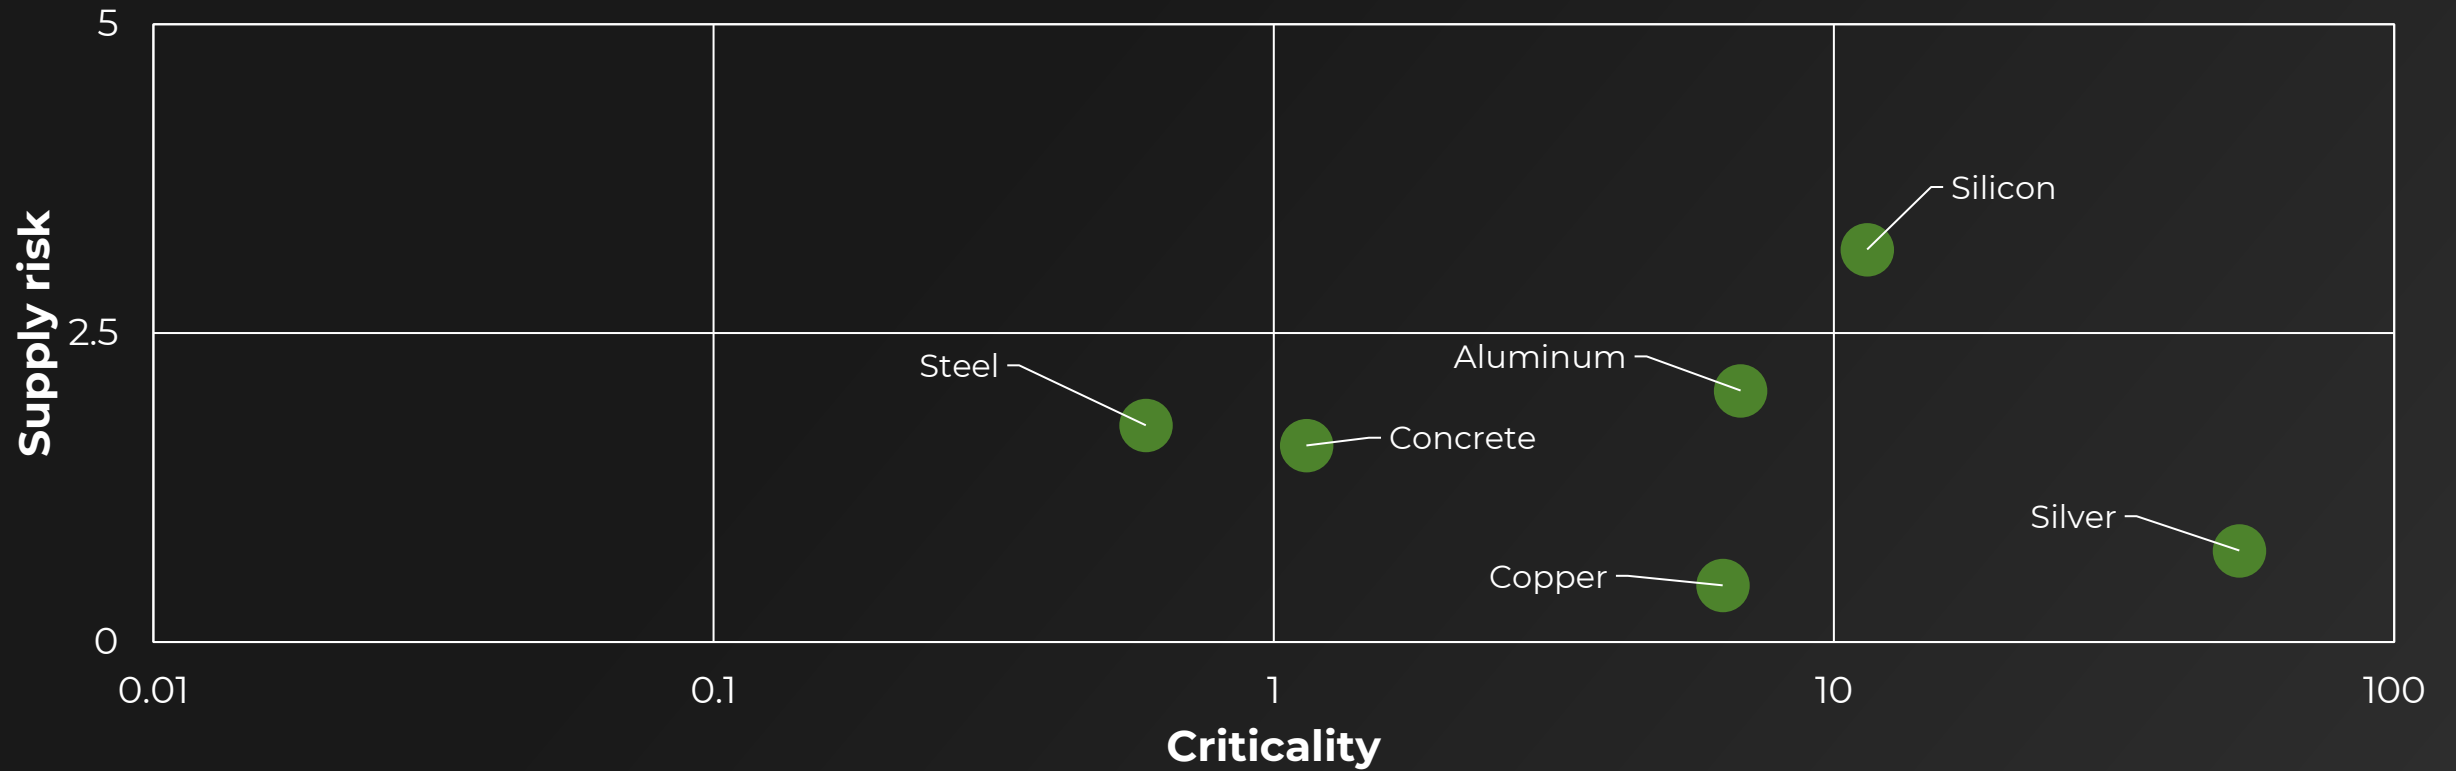 5
Silicon
Supply risk
2.5
Steel
Aluminum
Concrete
Silver
Copper
0
0.01
0.1
1
10
100
Criticality